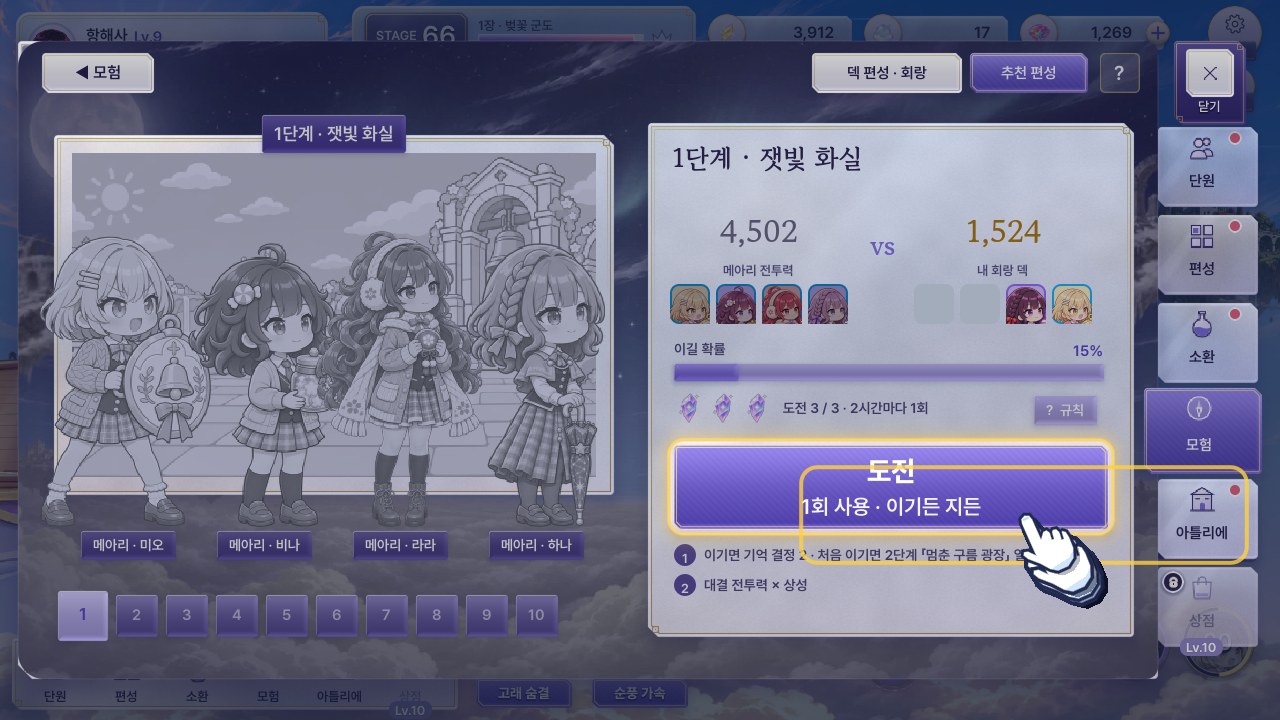 항해사 Lv.9
STAGE 66
1장 · 벚꽃 군도
3,912
17
1,269
◀ 모험
덱 편성 · 회랑
추천 편성
?
닫기
1단계 · 잿빛 화실
1단계 · 잿빛 화실
4,502
VS
1,524
메아리 전투력
내 회랑 덱
이길 확률
15%
도전 3 / 3 · 2시간마다 1회
? 규칙
도전
1회 사용 · 이기든 지든
1 이기면 기억 결정 2 · 처음 이기면 2단계 「멈춘 구름 광장」
2 대결 전투력 × 상성
메아리 · 미오
메아리 · 비나
메아리 · 라라
메아리 · 하나
1
2
3
4
5
6
7
8
9
10
단원
편성
소환
모험
아틀리에
상점
Lv.10
단원
편성
소환
모험
아틀리에
상점
Lv.10
고래 숨결
순풍 가속